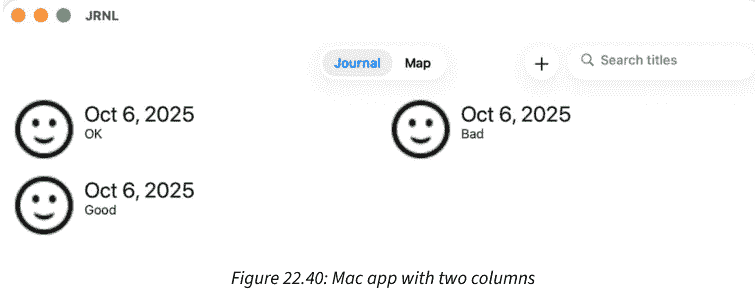 JRNL
Journal Map + Search titles
Oct 6, 2025
OK
Oct 6, 2025
Bad
Oct 6, 2025
Good
Figure 22.40: Mac app with two columns